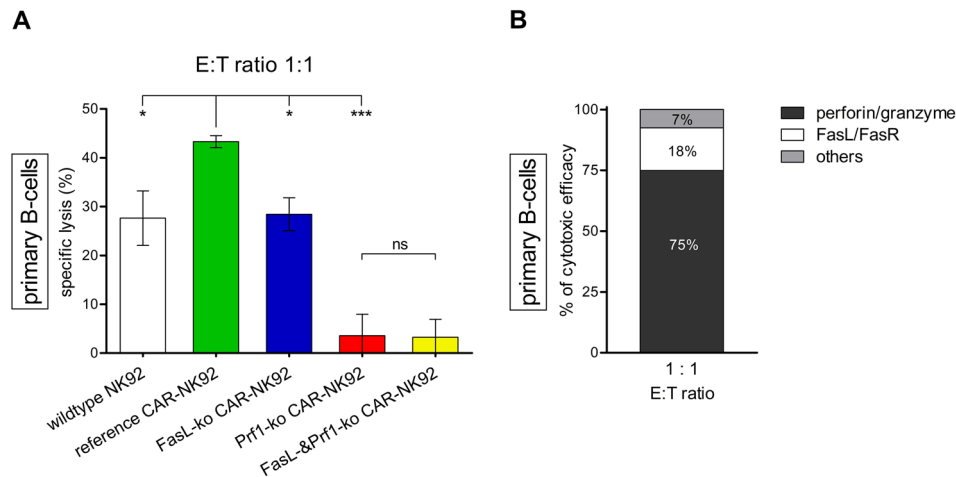 A
E:T ratio 1:1
* * ***
50
40
30
20
10
0
primary B-cells
specific lysis (%)
ns
wildtype NK92
reference CAR-NK92
FasL-ko CAR-NK92
Prf1-ko CAR-NK92
FasL-&Prf1-ko CAR-NK92
B
100
75
50
25
0
primary B-cells
% of cytotoxic efficacy
7%
18%
75%
1 : 1
E:T ratio
perforin/granzyme
FasL/FasR
others